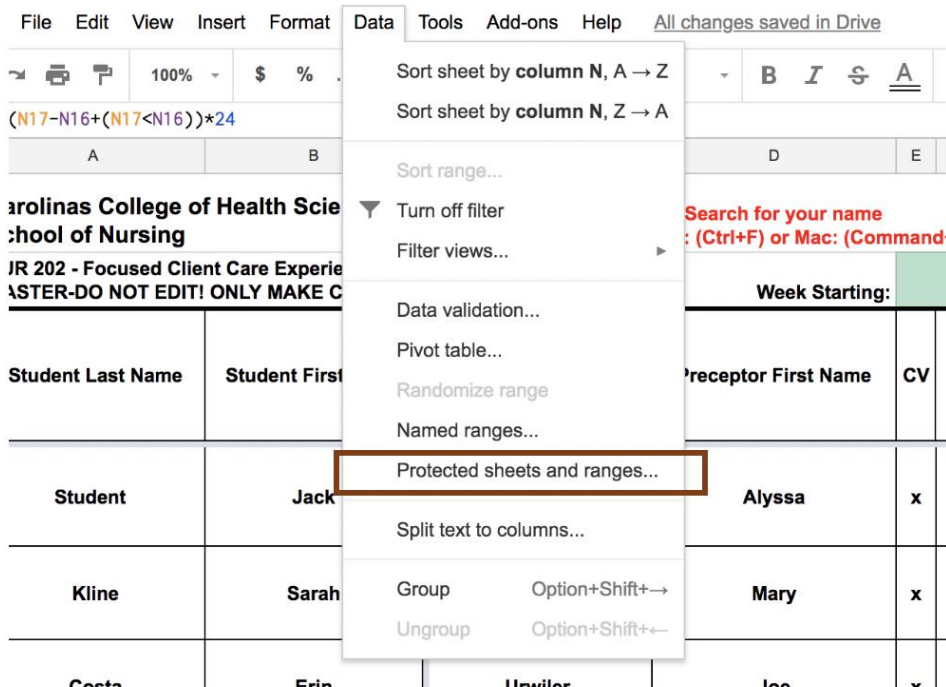 File Edit View Insert Format Data Tools Add-ons Help All changes saved in Drive
100% $ % . B I S A
(N17-N16+(N17<N16))*24
A B D E
Sort sheet by column N, A → Z
Sort sheet by column N, Z → A
Sort range...
Turn off filter
Filter views...
Data validation...
Pivot table...
Randomize range
Named ranges...
Protected sheets and ranges...
Split text to columns...
Group Option+Shift+→
Ungroup Option+Shift+←
arolinas College of Health Scie
chool of Nursing
Search for your name
: (Ctrl+F) or Mac: (Command+
UR 202 - Focused Client Care Experie
ASTER-DO NOT EDIT! ONLY MAKE C
Week Starting:
Student Last Name Student First Preceptor First Name CV
Student Jack Alyssa x
Kline Sarah Mary x
Costa Erin Urwiler Joe x